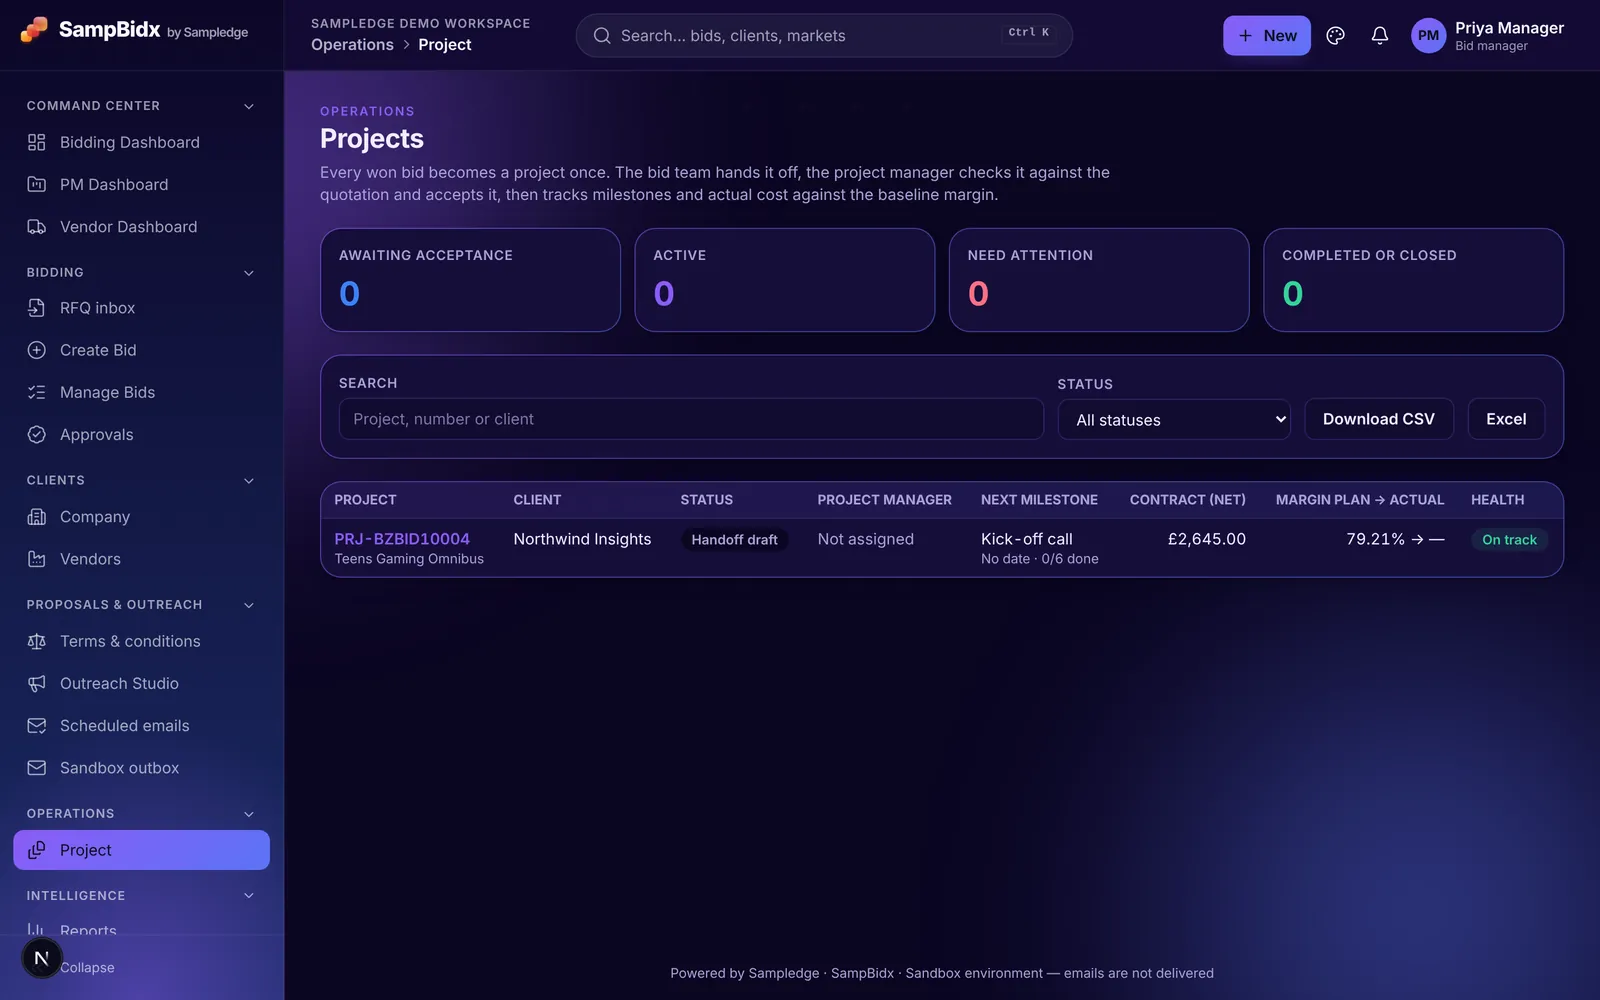 SampBidx by Sampledge
SAMPLEDGE DEMO WORKSPACE
Operations > Project
Search... bids, clients, markets
Ctrl K
+ New
PM
Priya Manager
Bid manager
COMMAND CENTER
Bidding Dashboard
PM Dashboard
Vendor Dashboard
BIDDING
RFQ inbox
Create Bid
Manage Bids
Approvals
CLIENTS
Company
Vendors
PROPOSALS & OUTREACH
Terms & conditions
Outreach Studio
Scheduled emails
Sandbox outbox
OPERATIONS
Project
INTELLIGENCE
Reports
N
Collapse
OPERATIONS
Projects
Every won bid becomes a project once. The bid team hands it off, the project manager checks it against the
quotation and accepts it, then tracks milestones and actual cost against the baseline margin.
AWAITING ACCEPTANCE
0
ACTIVE
0
NEED ATTENTION
0
COMPLETED OR CLOSED
0
SEARCH
Project, number or client
STATUS
All statuses
Download CSV
Excel
PROJECT CLIENT STATUS PROJECT MANAGER NEXT MILESTONE CONTRACT (NET) MARGIN PLAN → ACTUAL HEALTH
PRJ-BZBID10004 Northwind Insights Handoff draft Not assigned Kick-off call £2,645.00 79.21% → — On track
Teens Gaming Omnibus No date · 0/6 done
Powered by Sampledge · SampBidx · Sandbox environment — emails are not delivered